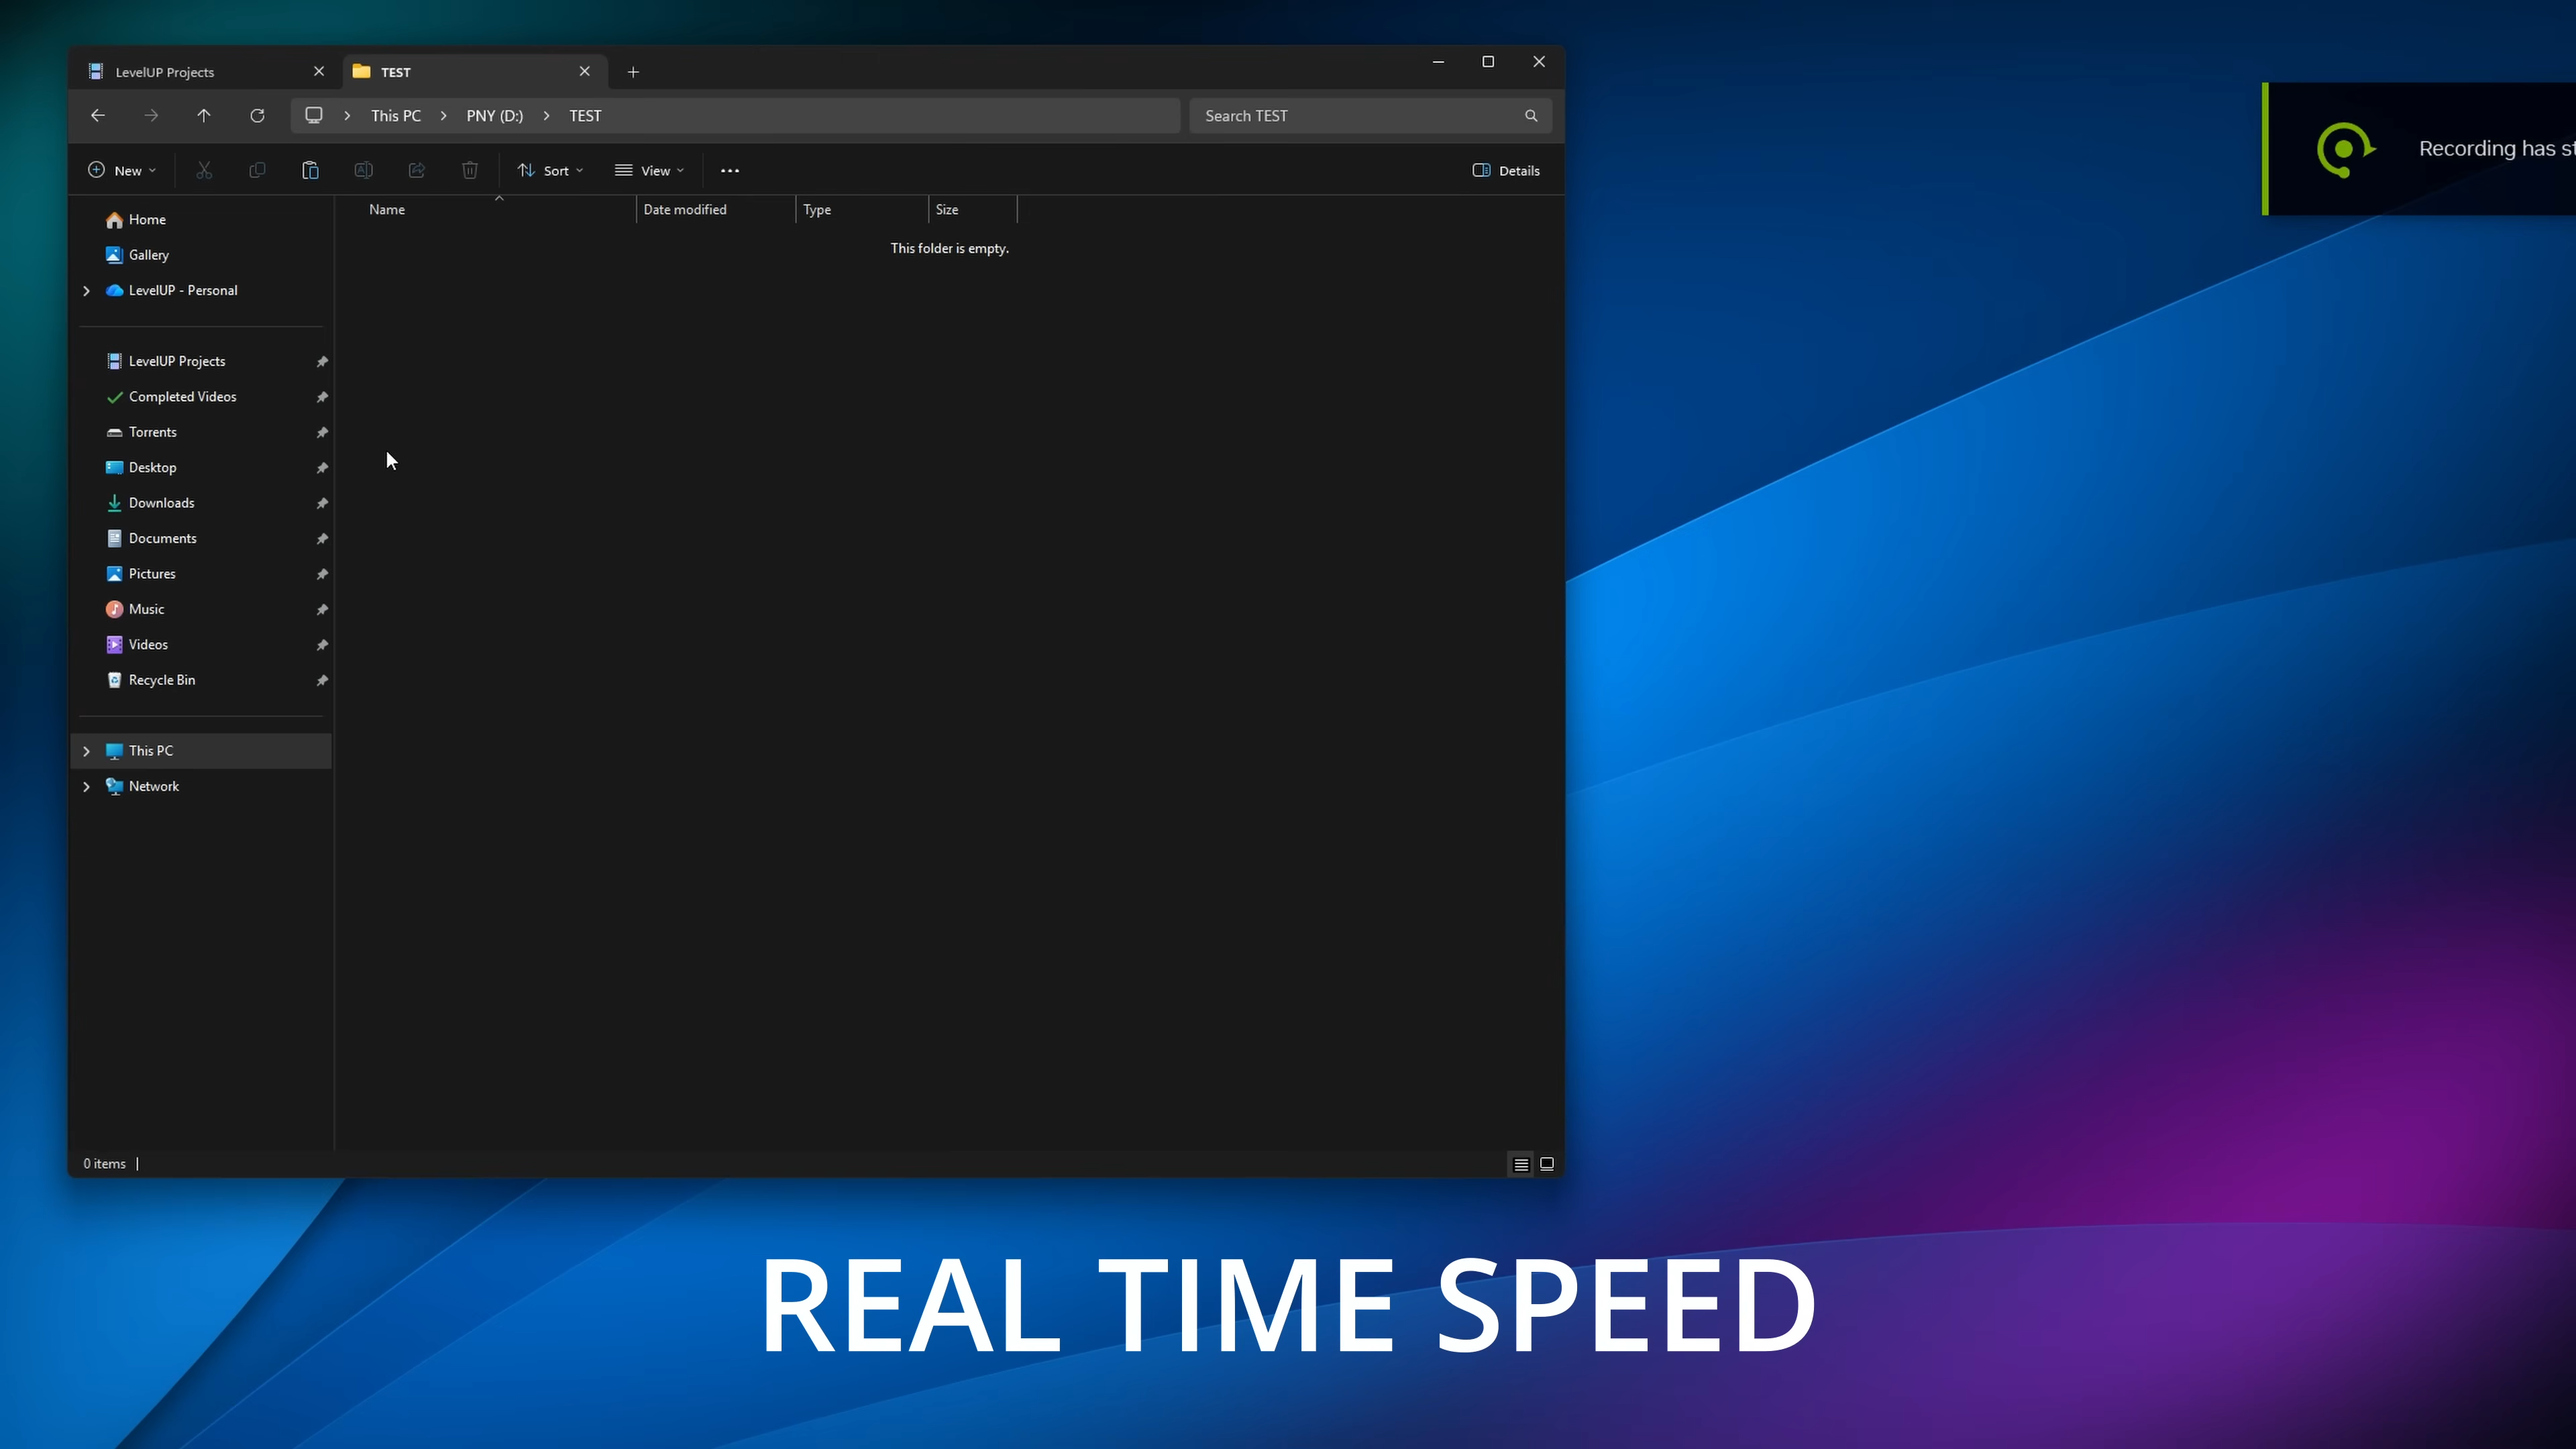 LevelUP Projects
TEST
This PC
PNY (D:)
TEST
Search TEST
Recording has st
New
Sort
View
Details
Name
Date modified
Type
Size
This folder is empty.
Home
Gallery
LevelUP - Personal
LevelUP Projects
Completed Videos
Torrents
Desktop
Downloads
Documents
Pictures
Music
Videos
Recycle Bin
This PC
Network
0 items
REAL TIME SPEED